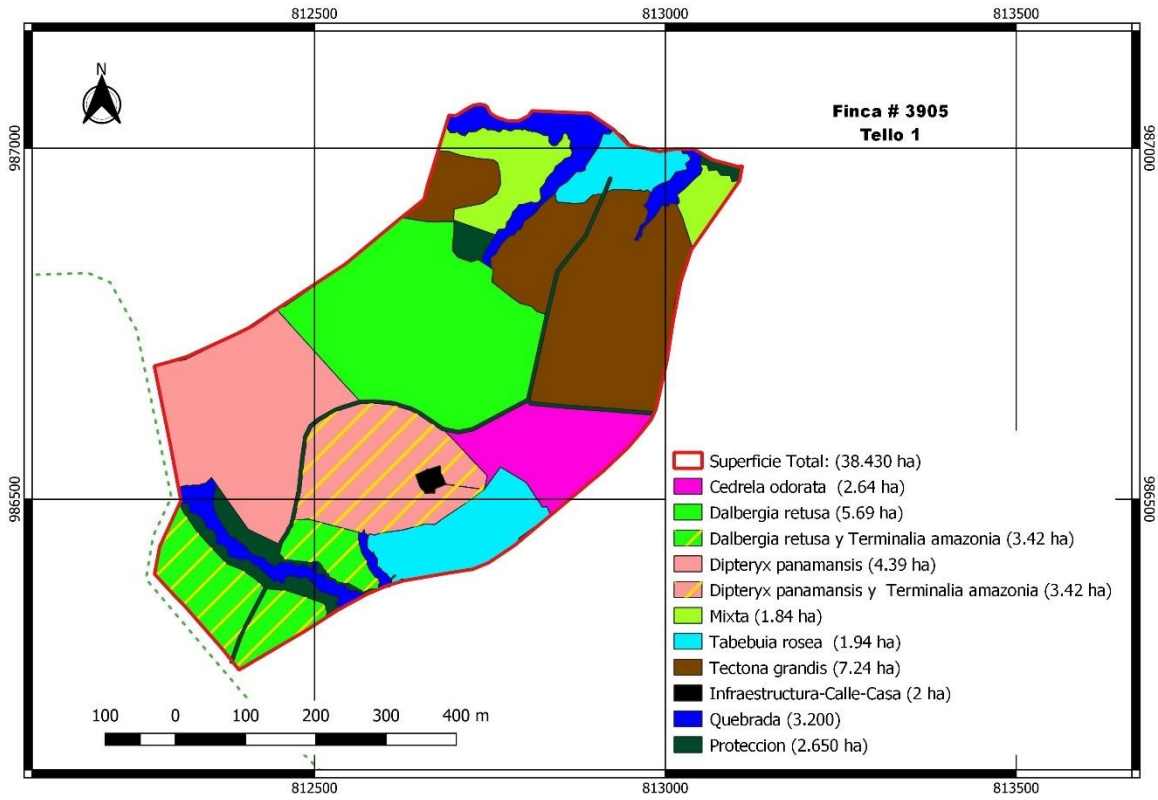 812500 813000 813500
N
Finca # 3905
Tello 1
987000 987000
986500 986500
Superficie Total: (38.430 ha)
Cedrela odorata (2.64 ha)
Dalbergia retusa (5.69 ha)
Dalbergia retusa y Terminalia amazonia (3.42 ha)
Dipteryx panamansis (4.39 ha)
Dipteryx panamansis y Terminalia amazonia (3.42 ha)
Mixta (1.84 ha)
Tabebuia rosea (1.94 ha)
Tectona grandis (7.24 ha)
Infraestructura-Calle-Casa (2 ha)
Quebrada (3.200)
Proteccion (2.650 ha)
100 0 100 200 300 400 m
812500 813000 813500